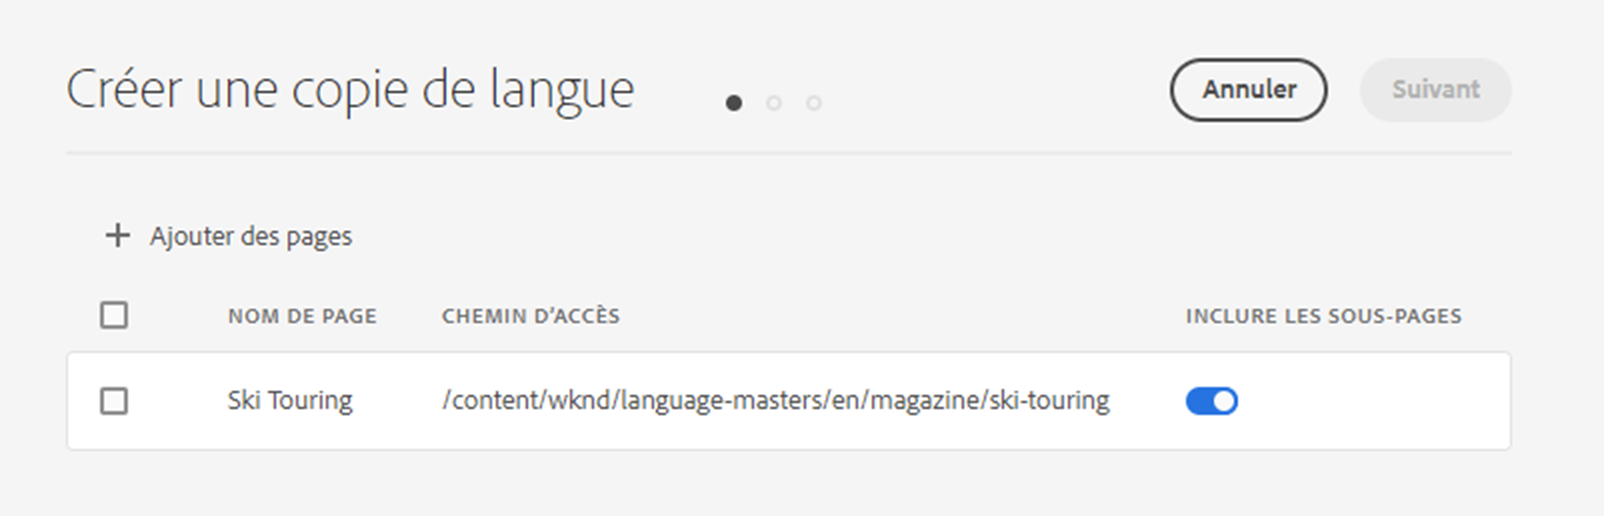 Créer une copie de langue
Annuler
Suivant
Ajouter des pages
NOM DE PAGE
CHEMIN D'ACCÈS
INCLURE LES SOUS-PAGES
Ski Touring
/content/wknd/language-masters/en/magazine/ski-touring